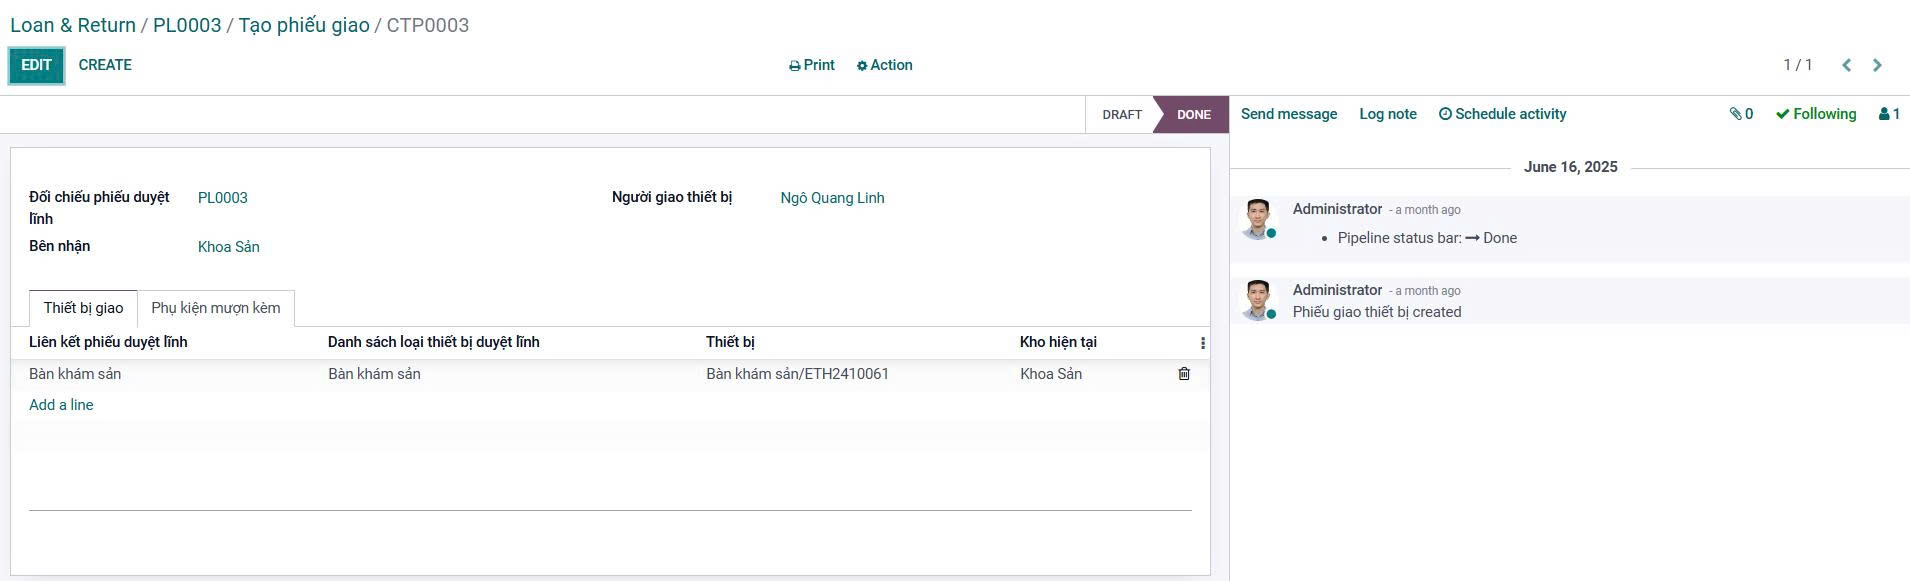 Loan & Return / PL0003 / Tạo phiếu giao / CTP0003
EDIT CREATE Print Action 1 / 1
DRAFT DONE
Send message Log note Schedule activity 0 Following 1
Đối chiếu phiếu duyệt lĩnh PL0003
Người giao thiết bị Ngô Quang Linh
Bên nhận Khoa Sản
Thiết bị giao Phụ kiện mượn kèm
Liên kết phiếu duyệt lĩnh Danh sách loại thiết bị duyệt lĩnh Thiết bị Kho hiện tại
Bàn khám sản Bàn khám sản Bàn khám sản/ETH2410061 Khoa Sản
Add a line
June 16, 2025
Administrator - a month ago
Pipeline status bar: → Done
Administrator - a month ago
Phiếu giao thiết bị created